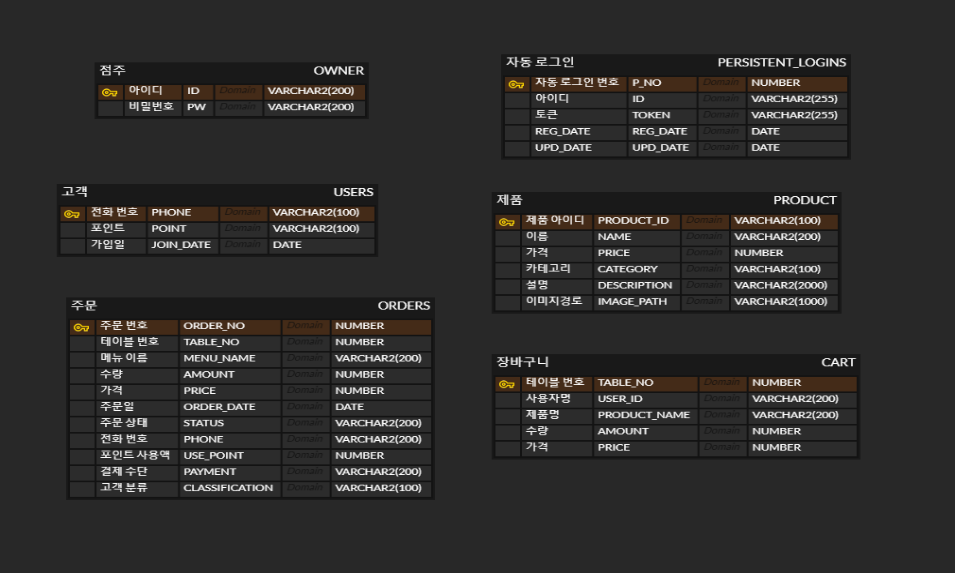 점주 OWNER
아이디 ID Domain VARCHAR2(200)
비밀번호 PW Domain VARCHAR2(200)
자동 로그인 PERSISTENT_LOGINS
자동 로그인 번호 P_NO Domain NUMBER
아이디 ID Domain VARCHAR2(255)
토큰 TOKEN Domain VARCHAR2(255)
REG_DATE REG_DATE Domain DATE
UPD_DATE UPD_DATE Domain DATE
고객 USERS
전화 번호 PHONE Domain VARCHAR2(100)
포인트 POINT Domain VARCHAR2(100)
가입일 JOIN_DATE Domain DATE
제품 PRODUCT
제품 아이디 PRODUCT_ID Domain VARCHAR2(100)
이름 NAME Domain VARCHAR2(200)
가격 PRICE Domain NUMBER
카테고리 CATEGORY Domain VARCHAR2(100)
설명 DESCRIPTION Domain VARCHAR2(2000)
이미지경로 IMAGE_PATH Domain VARCHAR2(1000)
주문 ORDERS
주문 번호 ORDER_NO Domain NUMBER
테이블 번호 TABLE_NO Domain NUMBER
메뉴 이름 MENU_NAME Domain VARCHAR2(200)
수량 AMOUNT Domain NUMBER
가격 PRICE Domain NUMBER
주문일 ORDER_DATE Domain DATE
주문 상태 STATUS Domain VARCHAR2(200)
전화 번호 PHONE Domain VARCHAR2(200)
포인트 사용액 USE_POINT Domain NUMBER
결제 수단 PAYMENT Domain VARCHAR2(200)
고객 분류 CLASSIFICATION Domain VARCHAR2(100)
장바구니 CART
테이블 번호 TABLE_NO Domain NUMBER
사용자명 USER_ID Domain VARCHAR2(200)
제품명 PRODUCT_NAME Domain VARCHAR2(200)
수량 AMOUNT Domain NUMBER
가격 PRICE Domain NUMBER